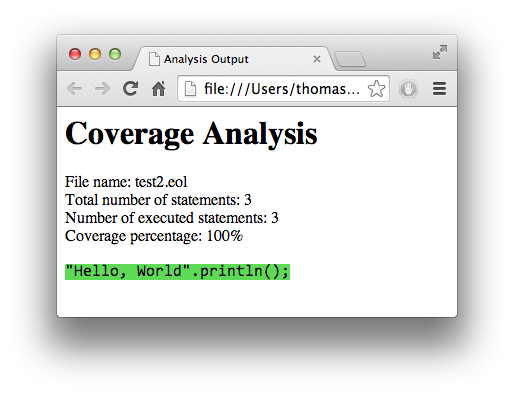 Analysis Output
file:///Users/thomas...
Coverage Analysis
File name: test2.eol
Total number of statements: 3
Number of executed statements: 3
Coverage percentage: 100%
"Hello, World".println();